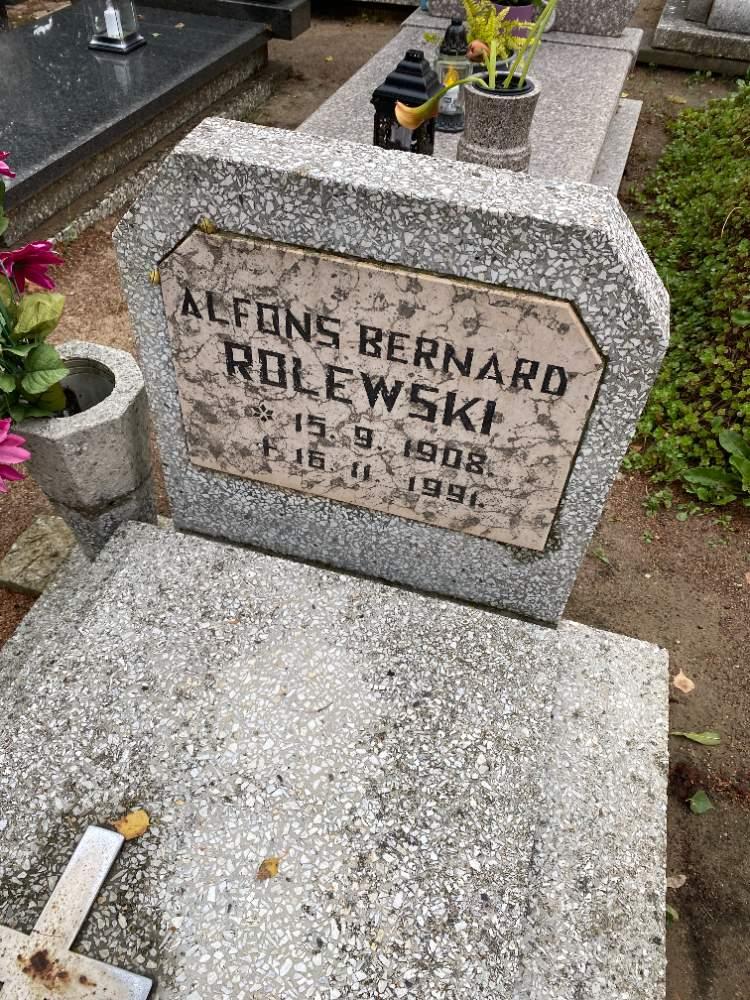 ALFONS BERNARD
ROLEWSKI
* 15. 9. 1908.
† 16 11. 1991.